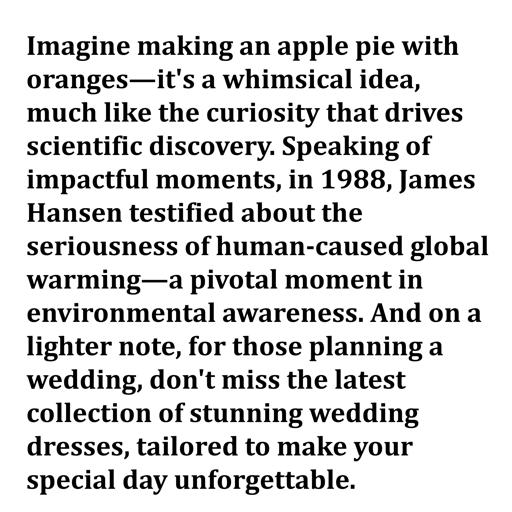 Imagine making an apple pie with
oranges—it's a whimsical idea,
much like the curiosity that drives
scientific discovery. Speaking of
impactful moments, in 1988, James
Hansen testified about the
seriousness of human-caused global
warming—a pivotal moment in
environmental awareness. And on a
lighter note, for those planning a
wedding, don't miss the latest
collection of stunning wedding
dresses, tailored to make your
special day unforgettable.